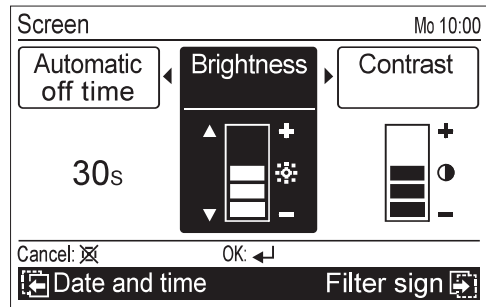 Screen Mo 10:00
Automatic off time Brightness Contrast
30s
+ +
- -
Cancel: OK:
Date and time Filter sign